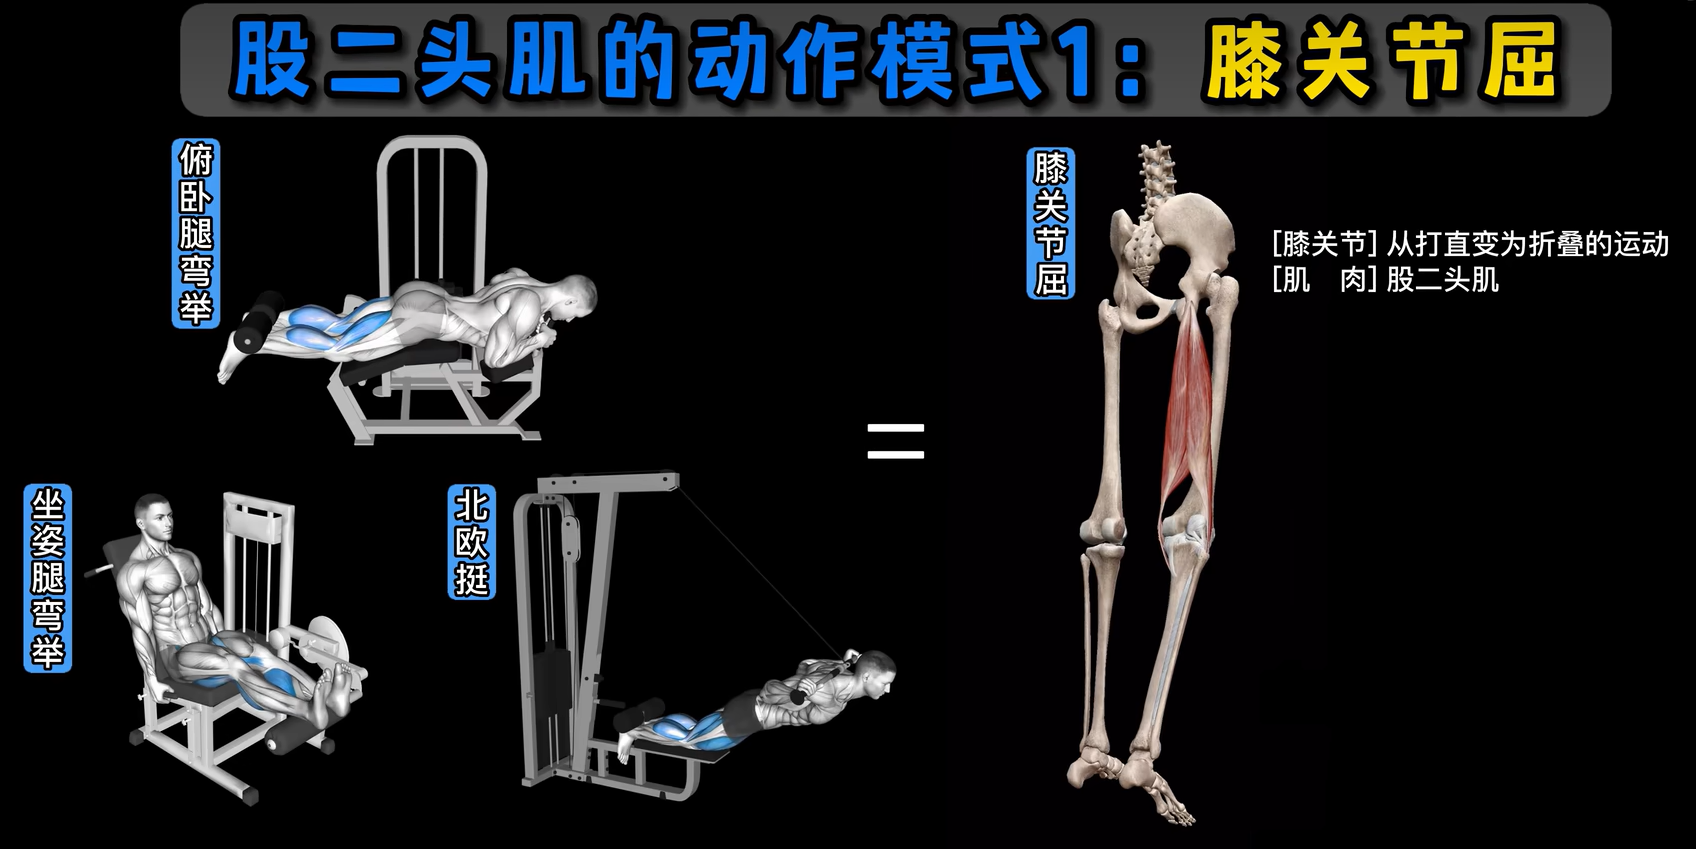 股二头肌的动作模式1：膝关节屈
俯卧腿弯举
膝关节屈
[膝关节] 从打直变为折叠的运动
[肌　肉] 股二头肌
坐姿腿弯举
北欧挺